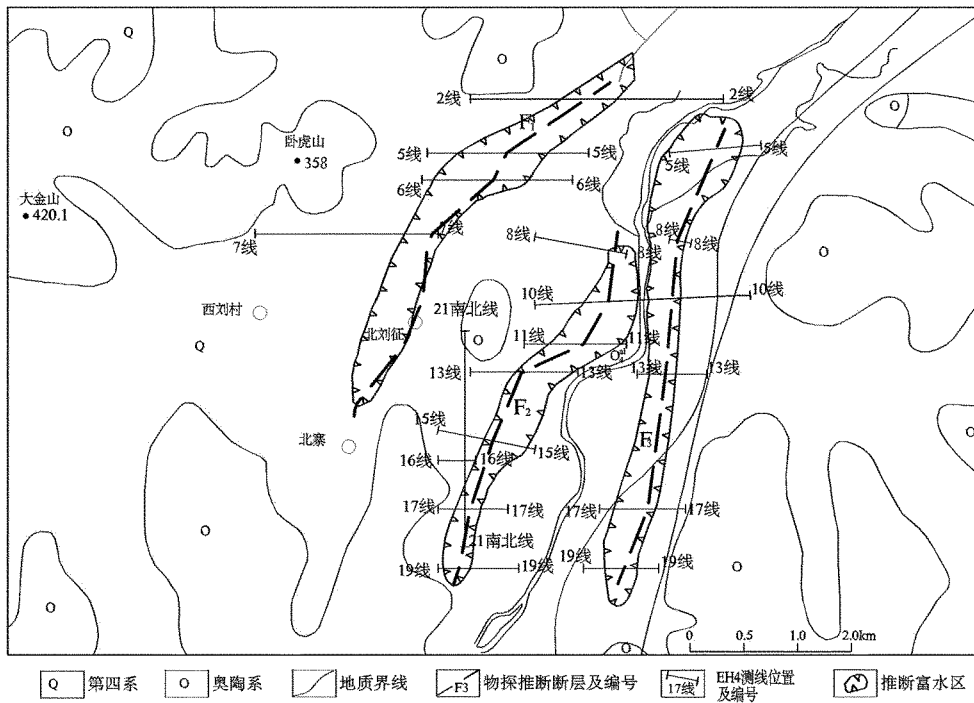 Q
O
2线 2线
O
O
F1
卧虎山
358
5线 5线
5线 5线
6线 6线
大金山
420.1
7线 线
8线 8线
8线 8线
O
10线 10线
西刘村
21南北线
北刘征
O
11线 11线
Q
13线 13线
13线 13线
F2
15线 15线
F
北寨
O
16线 16线
17线 17线
17线 17线
O
21南北线
O
19线 19线
19线 19线
O
O
O
0 0.5 1.0 2.0km
Q 第四系
O 奥陶系
地质界线
F3 物探推断断层及编号
17线 EH4测线位置及编号
推断富水区